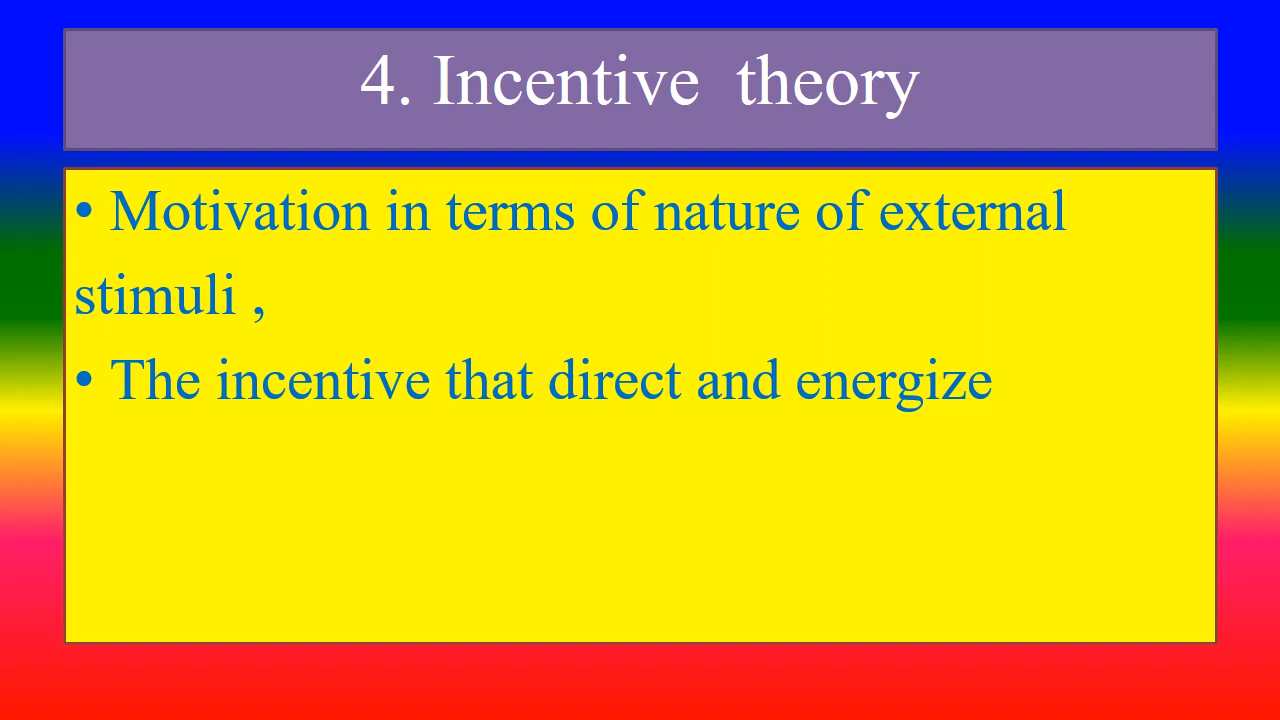 4. Incentive  theory
• Motivation in terms of nature of external
stimuli ,
• The incentive that direct and energize